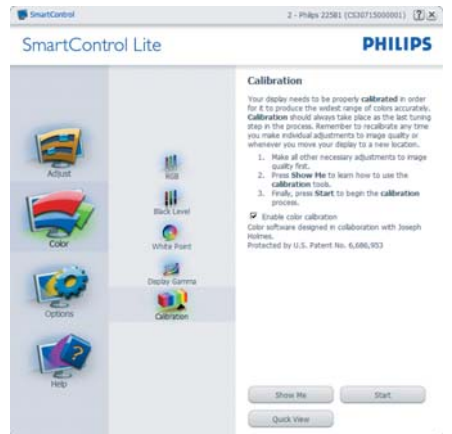 SmartControl
2 - Philips 225B1 (CS30715000001)
SmartControl Lite
PHILIPS
Adjust
Color
Options
Help
RGB
Black Level
White Point
Display Gamma
Calibration
Calibration
Your display needs to be properly calibrated in order
for it to produce the widest range of colors accurately.
Calibration should always take place as the last tuning
step in the process. Remember to recalibrate any time
you make individual adjustments to image quality or
whenever you move your display to a new location.
1. Make all other necessary adjustments to image
quality first.
2. Press Show Me to learn how to use the
calibration tools.
3. Finally, press Start to begin the calibration
process.
Enable color calibration
Color software designed in collaboration with Joseph
Holmes.
Protected by U.S. Patent No. 6,686,953
Show Me
Start
Quick View